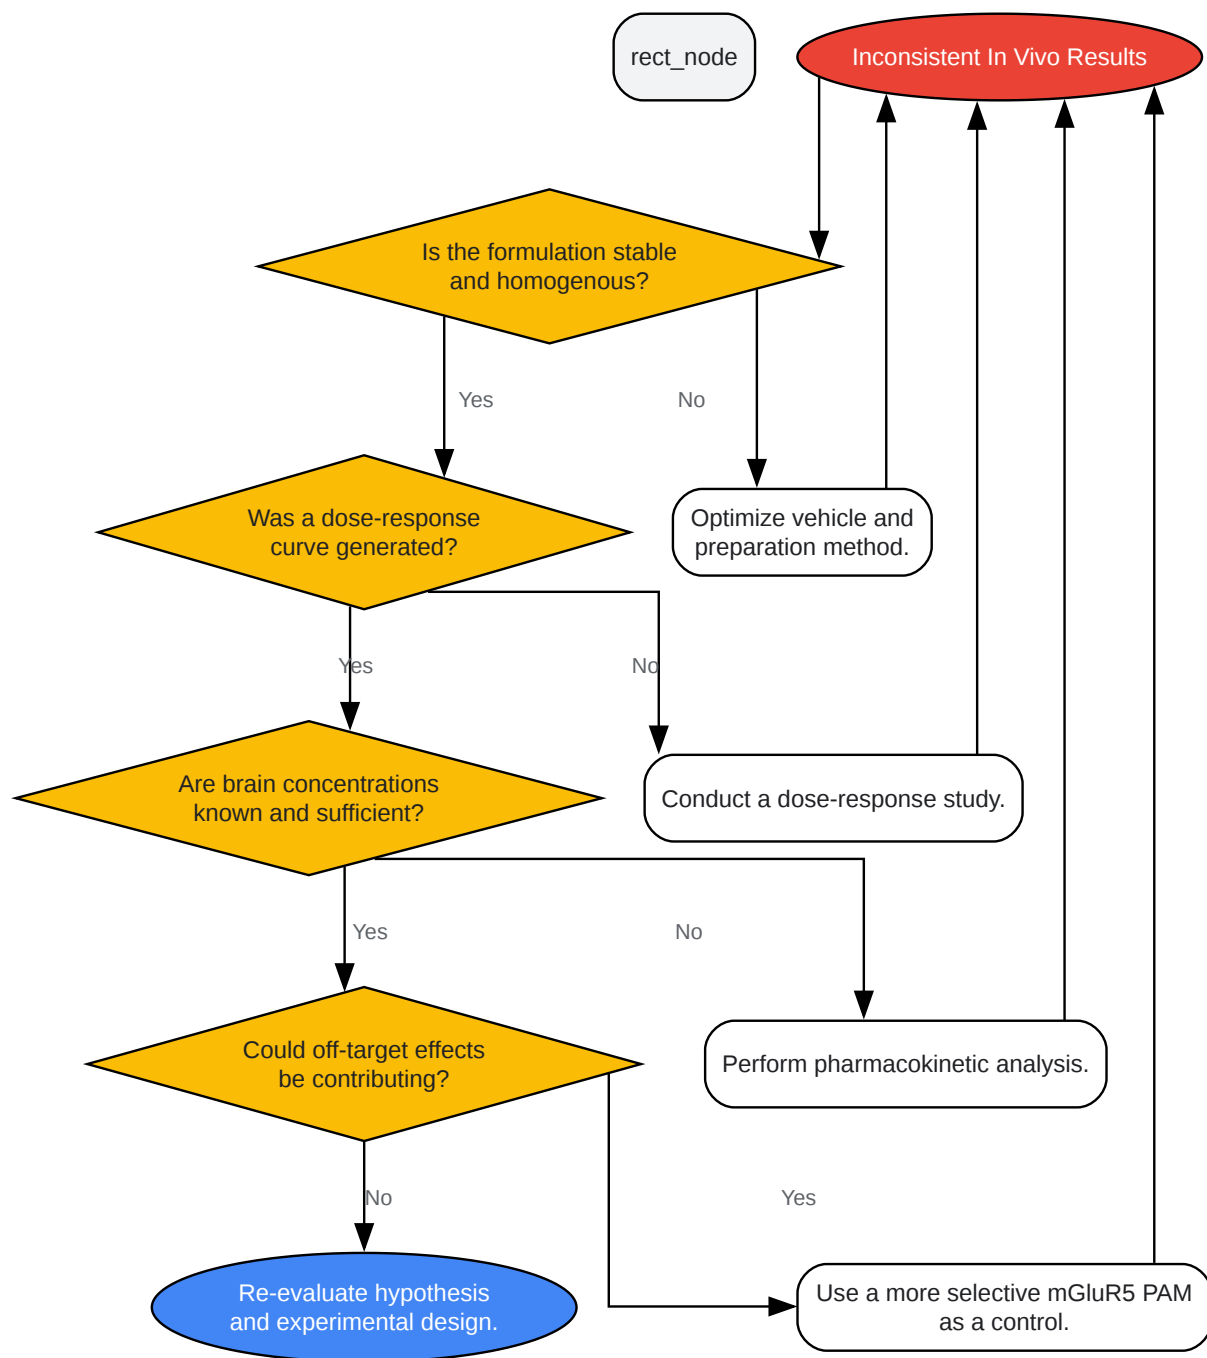 rect_node
Inconsistent In Vivo Results
Is the formulation stable
and homogenous?
Yes
No
Was a dose-response
curve generated?
Optimize vehicle and
preparation method.
Yes
No
Are brain concentrations
known and sufficient?
Conduct a dose-response study.
Yes
No
Could off-target effects
be contributing?
Perform pharmacokinetic analysis.
No
Yes
Re-evaluate hypothesis
and experimental design.
Use a more selective mGluR5 PAM
as a control.